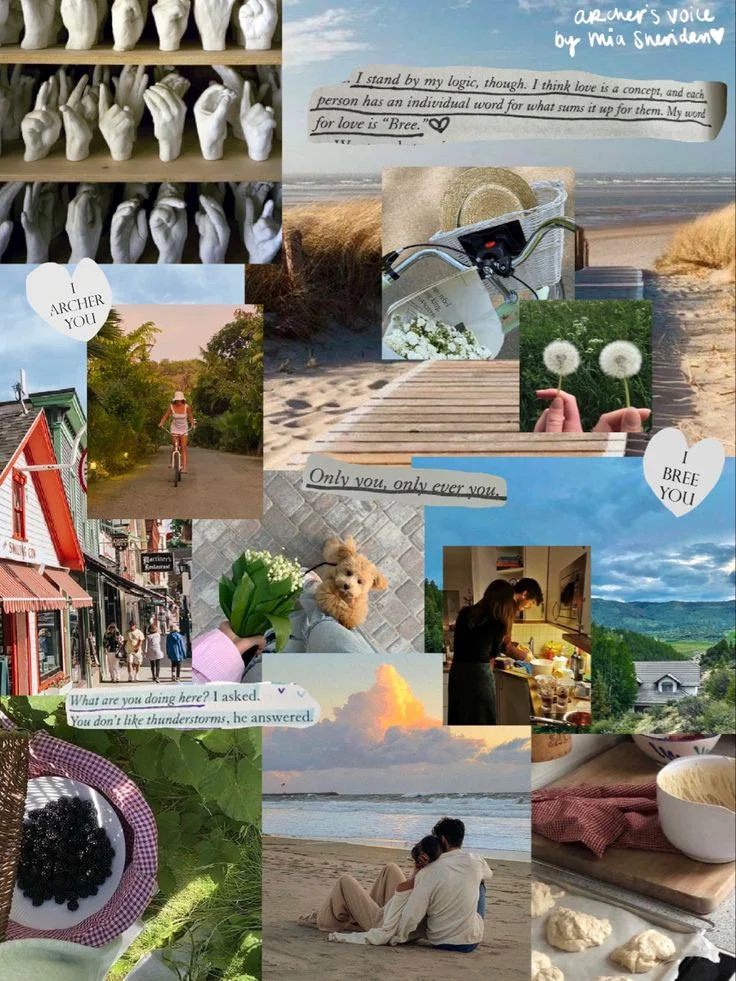 archer's voice
by mia sheridan♥
I stand by my logic, though. I think love is a concept, and each
person has an individual word for what sums it up for them. My word
for love is "Bree."♡
I
ARCHER
YOU
I
BREE
YOU
Only you, only ever you.
What are you doing here? I asked.
You don't like thunderstorms, he answered.